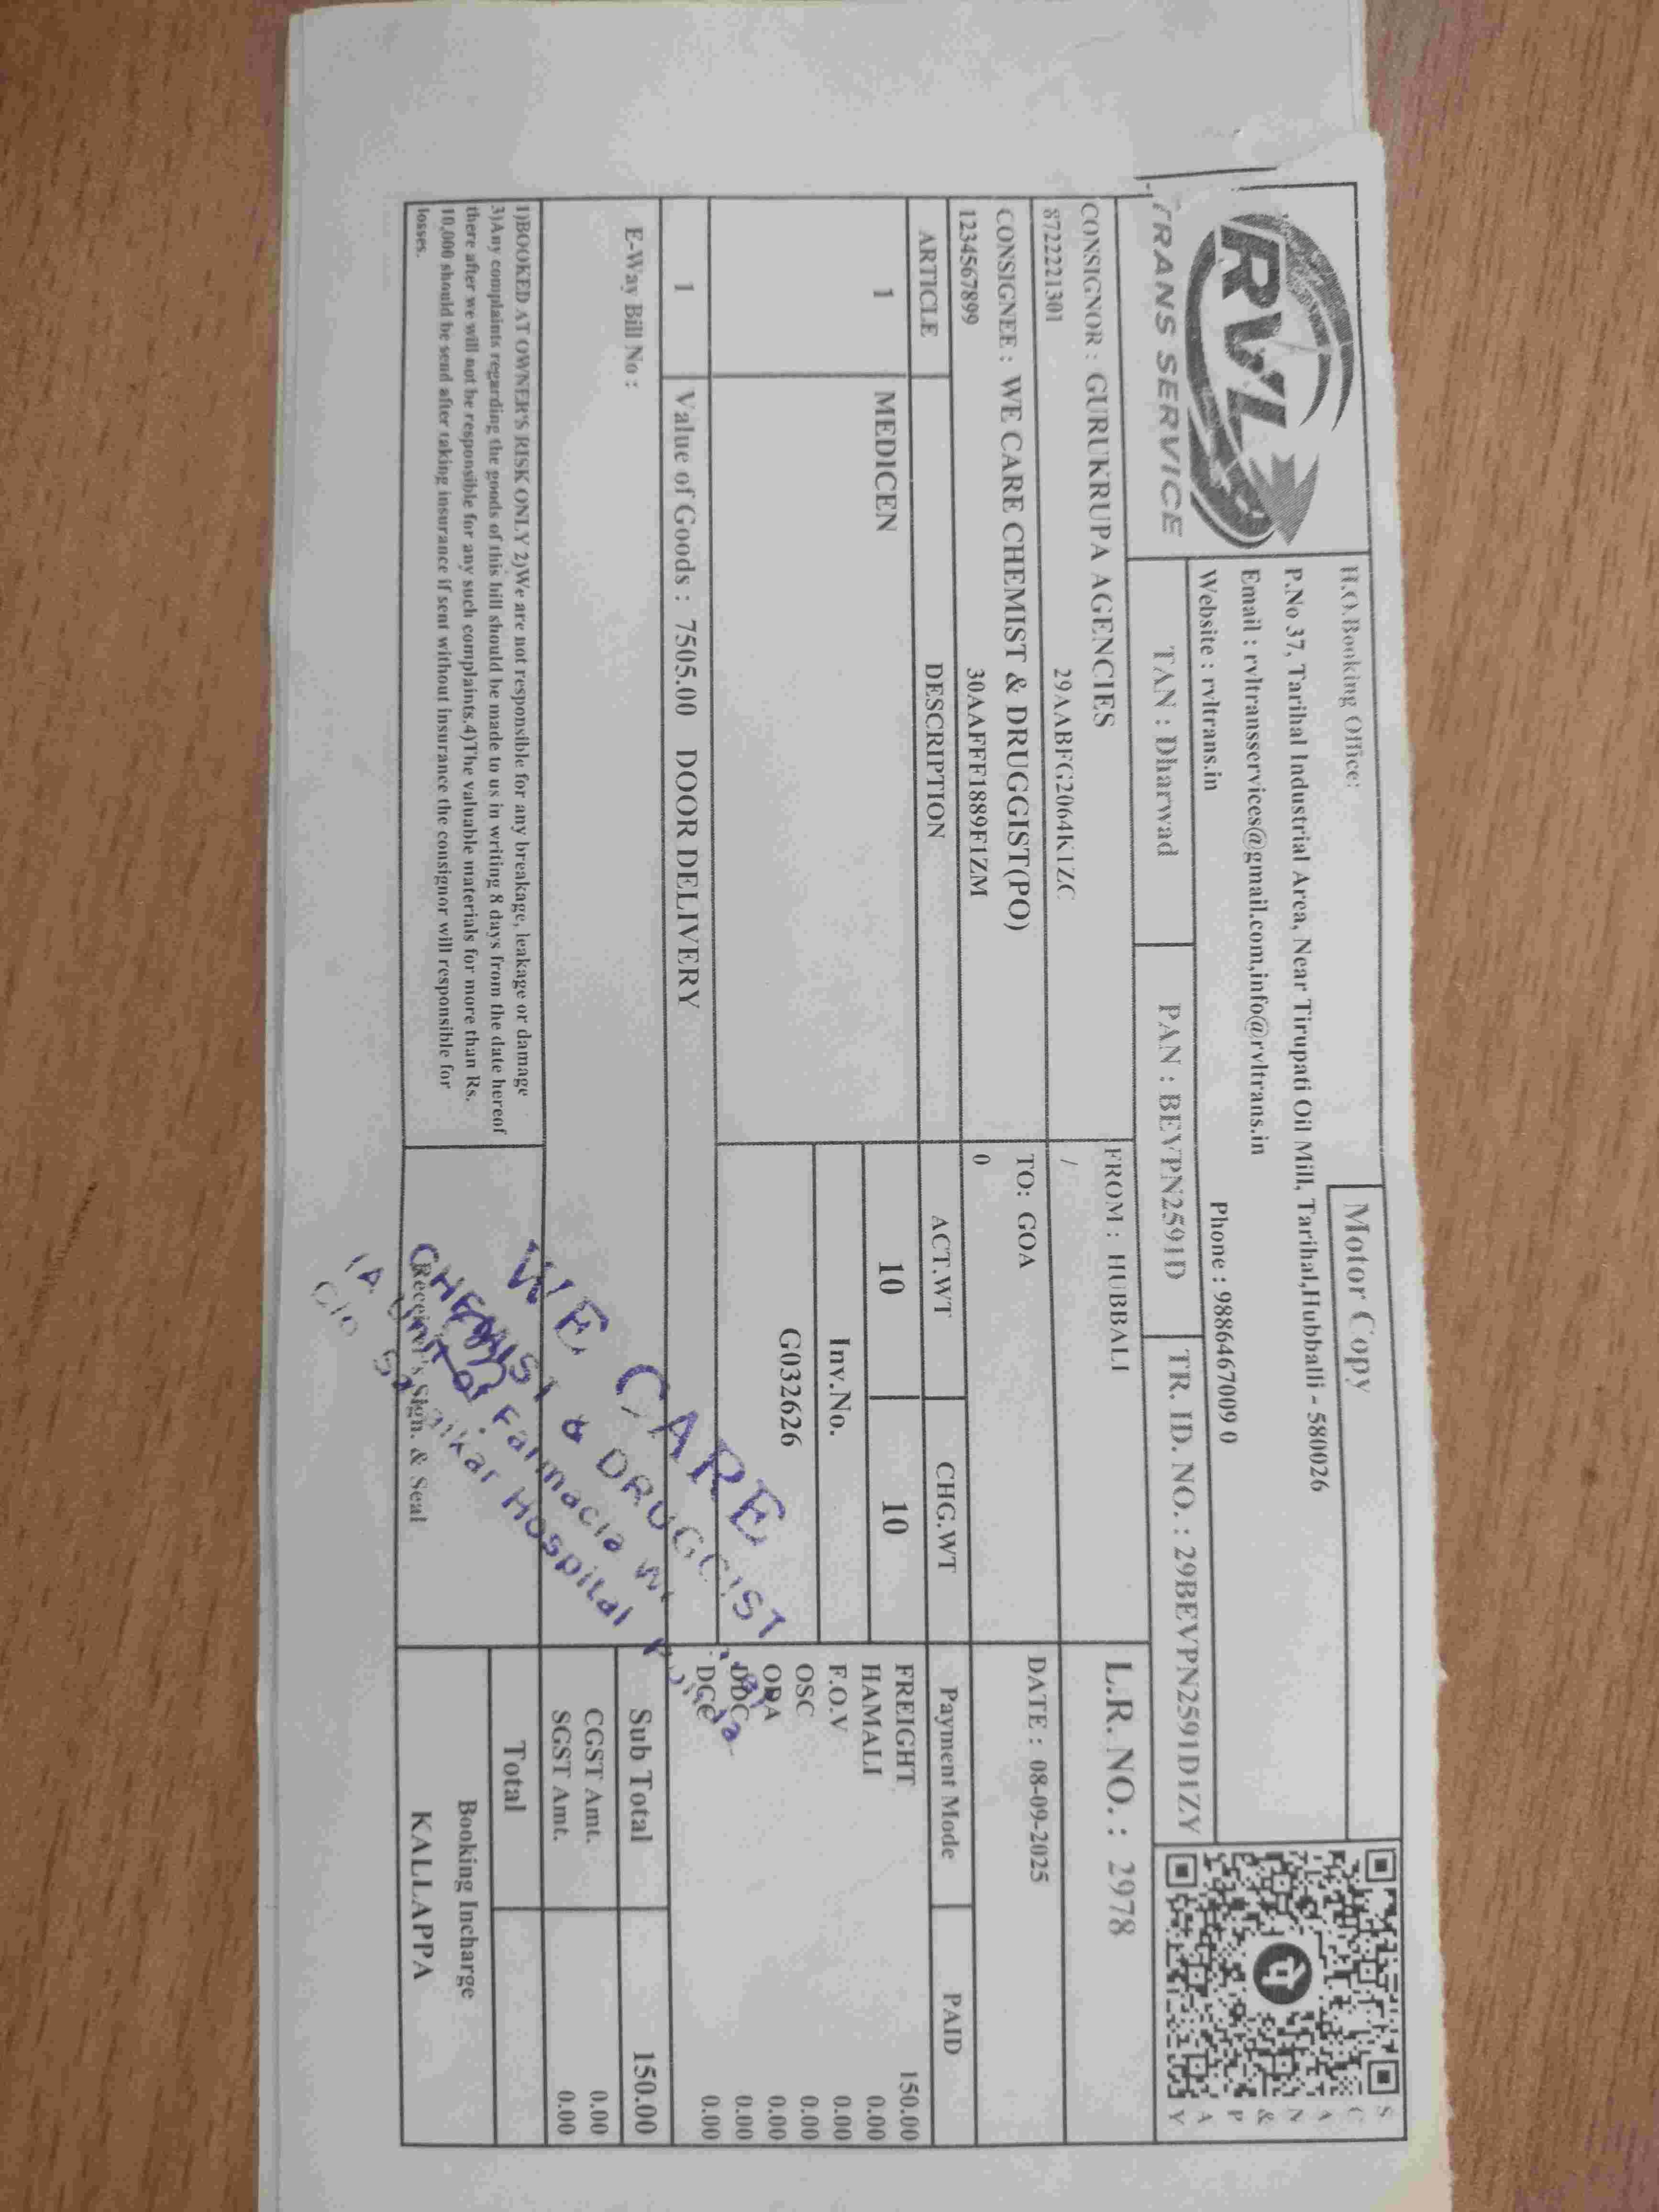 Motor Copy
H.O.Booking Office:
P.No 37, Tarihal Industrial Area, Near Tirupati Oil Mill, Tarihal,Hubballi - 580026
Email : rvltransservices@gmail.com,info@rvltrans.in
Website : rvltrans.in Phone : 9886467009 0
RVL
TRANS SERVICE
SCAN & PAY
TAN : Dharwad PAN : BEVPN2591D TR. ID. NO. : 29BEVPN2591D1ZY
CONSIGNOR : GURUKRUPA AGENCIES FROM : HUBBALI L.R. NO. : 2978
8722221301 29AABFG2064K1ZC /
CONSIGNEE : WE CARE CHEMIST & DRUGGIST(PO) TO: GOA DATE : 08-09-2025
1234567899 30AAFFF1889F1ZM 0
ARTICLE DESCRIPTION ACT.WT CHG.WT Payment Mode PAID
1 MEDICEN 10 10 FREIGHT 150.00
HAMALI 0.00
Inv.No. F.O.V 0.00
OSC 0.00
G032626 ODA 0.00
DDC 0.00
DCC 0.00
1 Value of Goods : 7505.00 DOOR DELIVERY
E-Way Bill No : Sub Total 150.00
CGST Amt. 0.00
SGST Amt. 0.00
Total
1)BOOKED AT OWNER'S RISK ONLY 2)We are not responsible for any breakage, leakage or damage
3)Any complaints regarding the goods of this bill should be made to us in writing 8 days from the date hereof
there after we will not be responsible for any such complaints.4)The valuable materials for more than Rs.
10,000 should be send after taking insurance if sent without insurance the consignor will responsible for
losses.
Receiver's Sign. & Seal
Booking Incharge
KALLAPPA
WE CARE
CHEMIST & DRUGGIST
Farmacia
Hospital